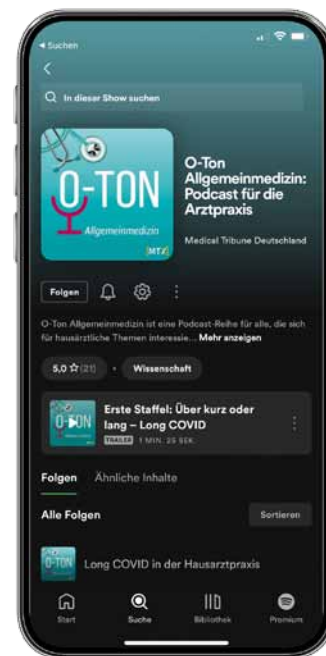 Suchen
In dieser Show suchen
O-TON
Allgemeinmedizin
[MTX]
O-Ton
Allgemeinmedizin:
Podcast für die
Arztpraxis
Medical Tribune Deutschland
Folgen
O-Ton Allgemeinmedizin ist eine Podcast-Reihe für alle, die sich
für hausärztliche Themen interessie... Mehr anzeigen
5,0 ☆ (21) • Wissenschaft
O-TON
Erste Staffel: Über kurz oder
lang – Long COVID
TRAILER 1 MIN. 25 SEK.
Folgen Ähnliche Inhalte
Alle Folgen Sortieren
O-TON
Long COVID in der Hausarztpraxis
Start Suche Bibliothek Premium